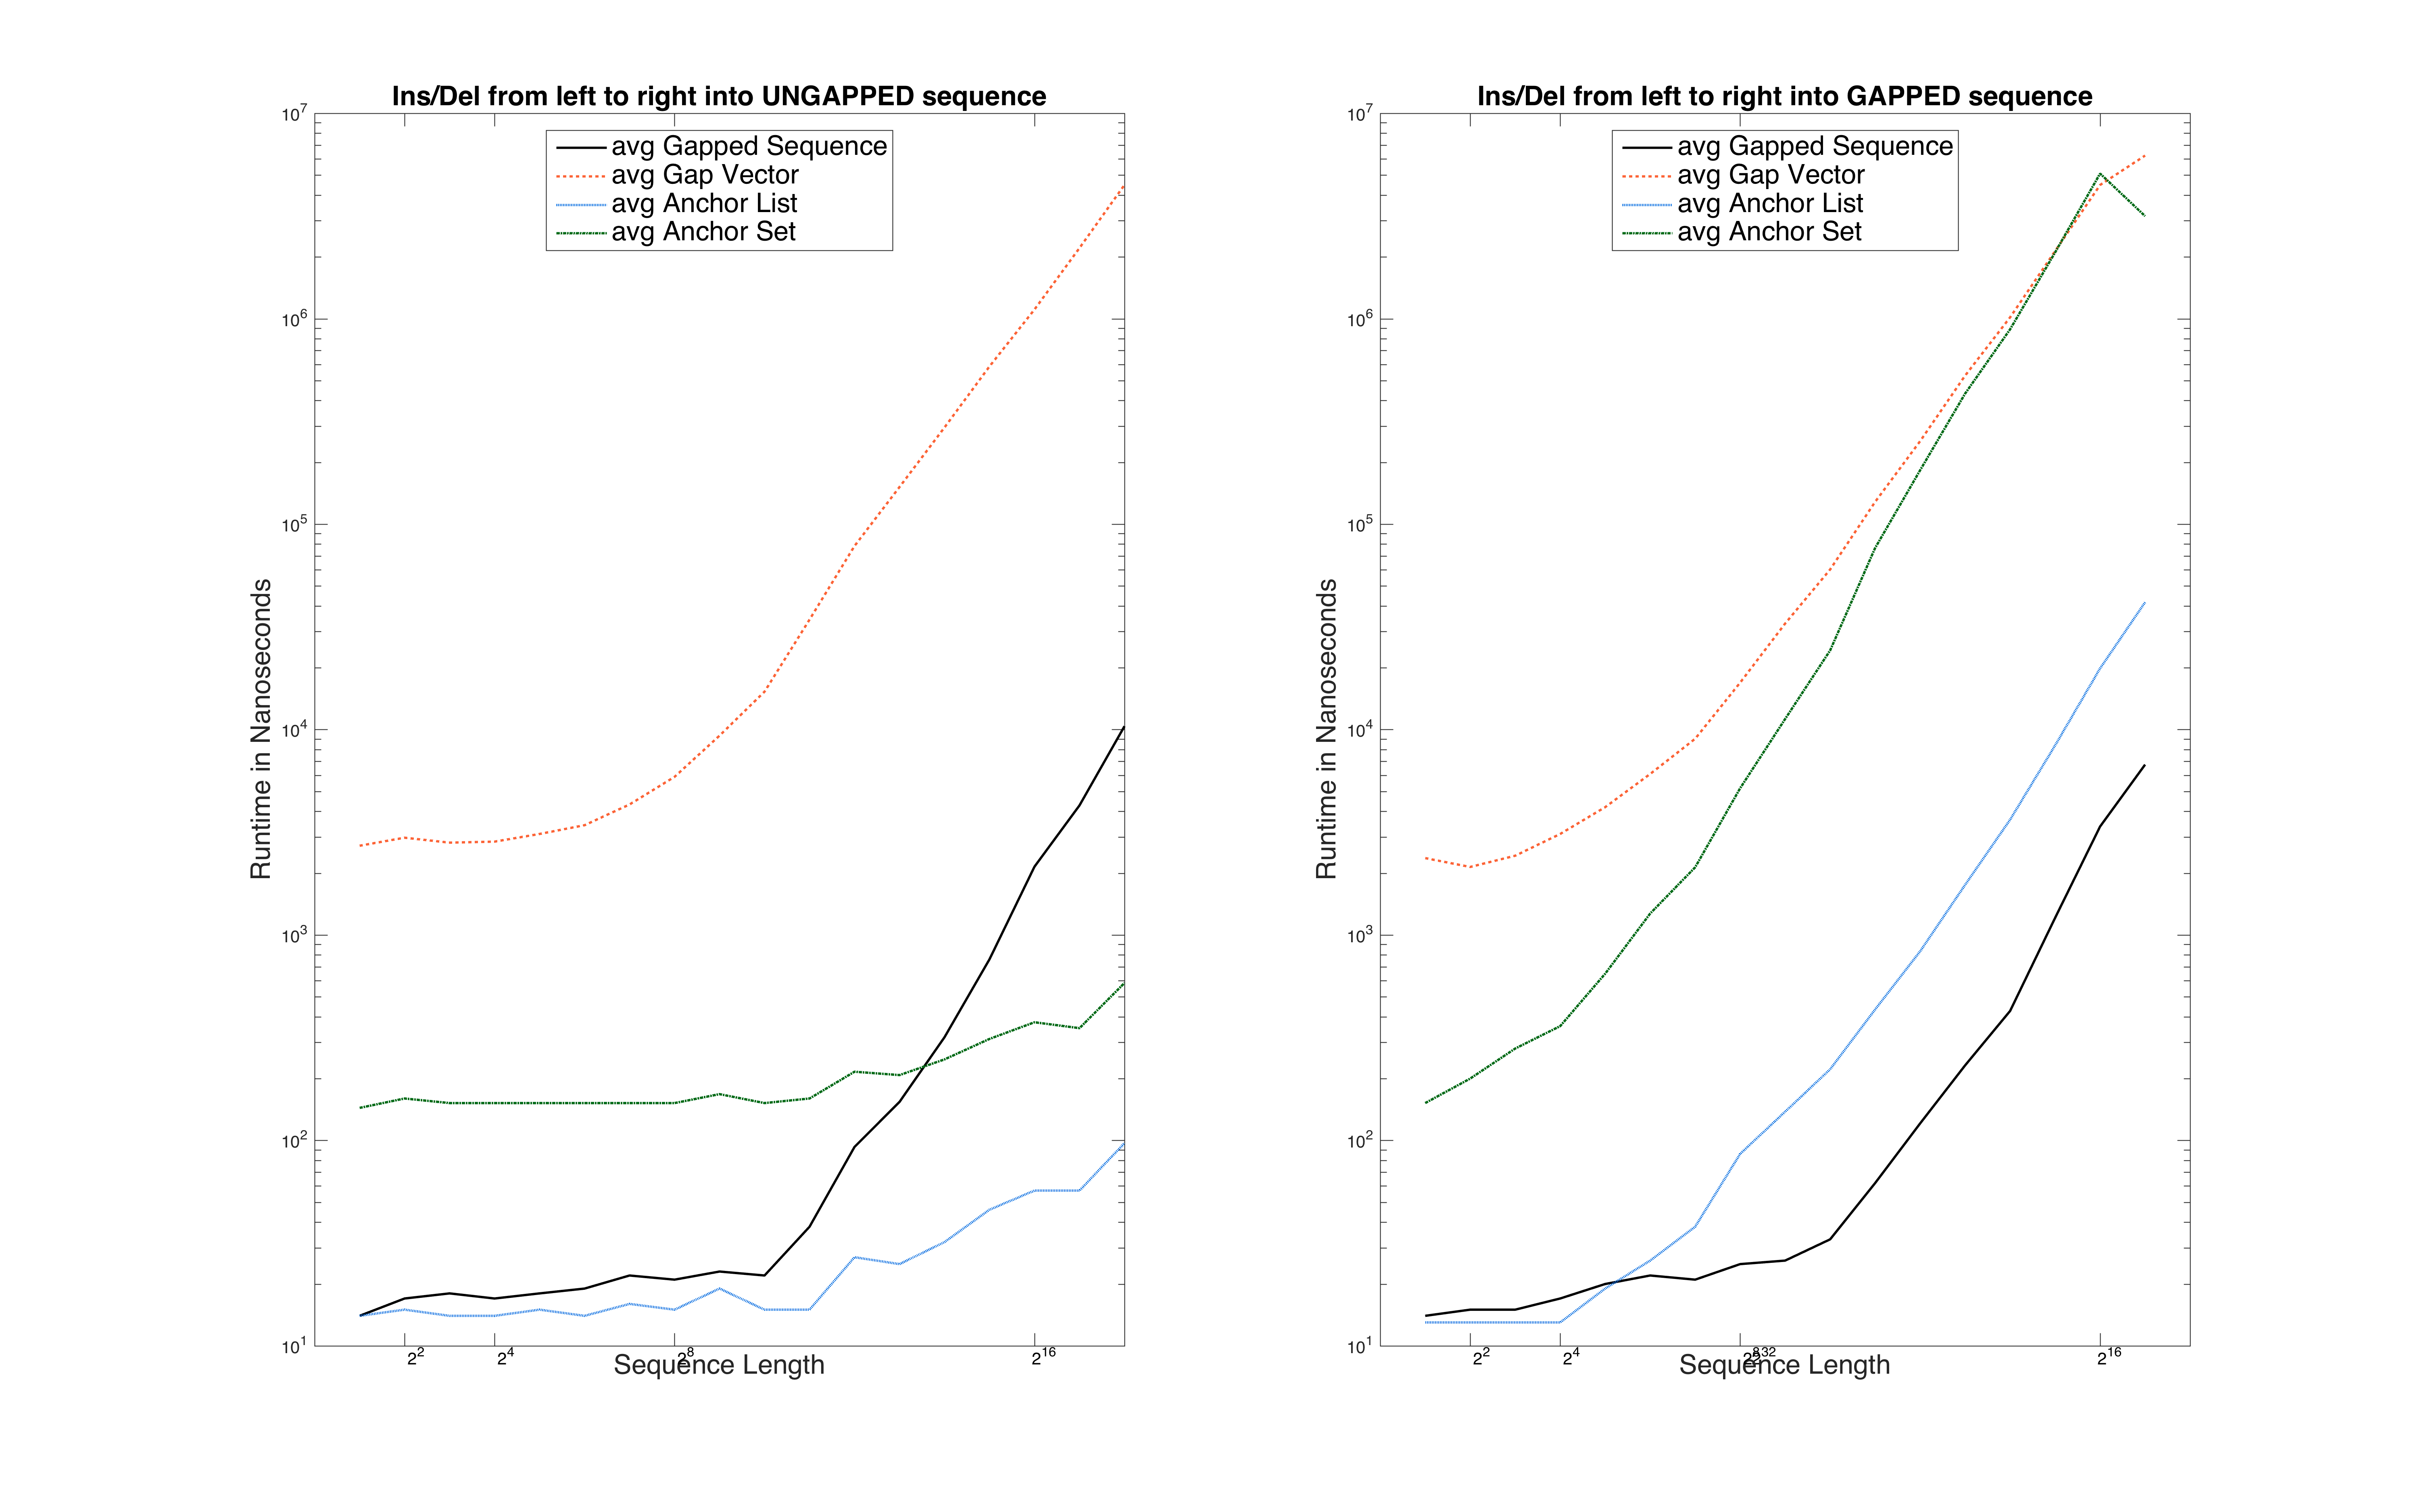 Ins/Del from left to right into UNGAPPED sequence
10^7
avg Gapped Sequence
avg Gap Vector
avg Anchor List
avg Anchor Set
10^6
10^5
10^4
10^3
10^2
10^1
Runtime in Nanoseconds
2^2 2^4 2^8 2^16
Sequence Length
Ins/Del from left to right into GAPPED sequence
10^7
avg Gapped Sequence
avg Gap Vector
avg Anchor List
avg Anchor Set
10^6
10^5
10^4
10^3
10^2
10^1
Runtime in Nanoseconds
2^2 2^4 2^16
Sequence Length